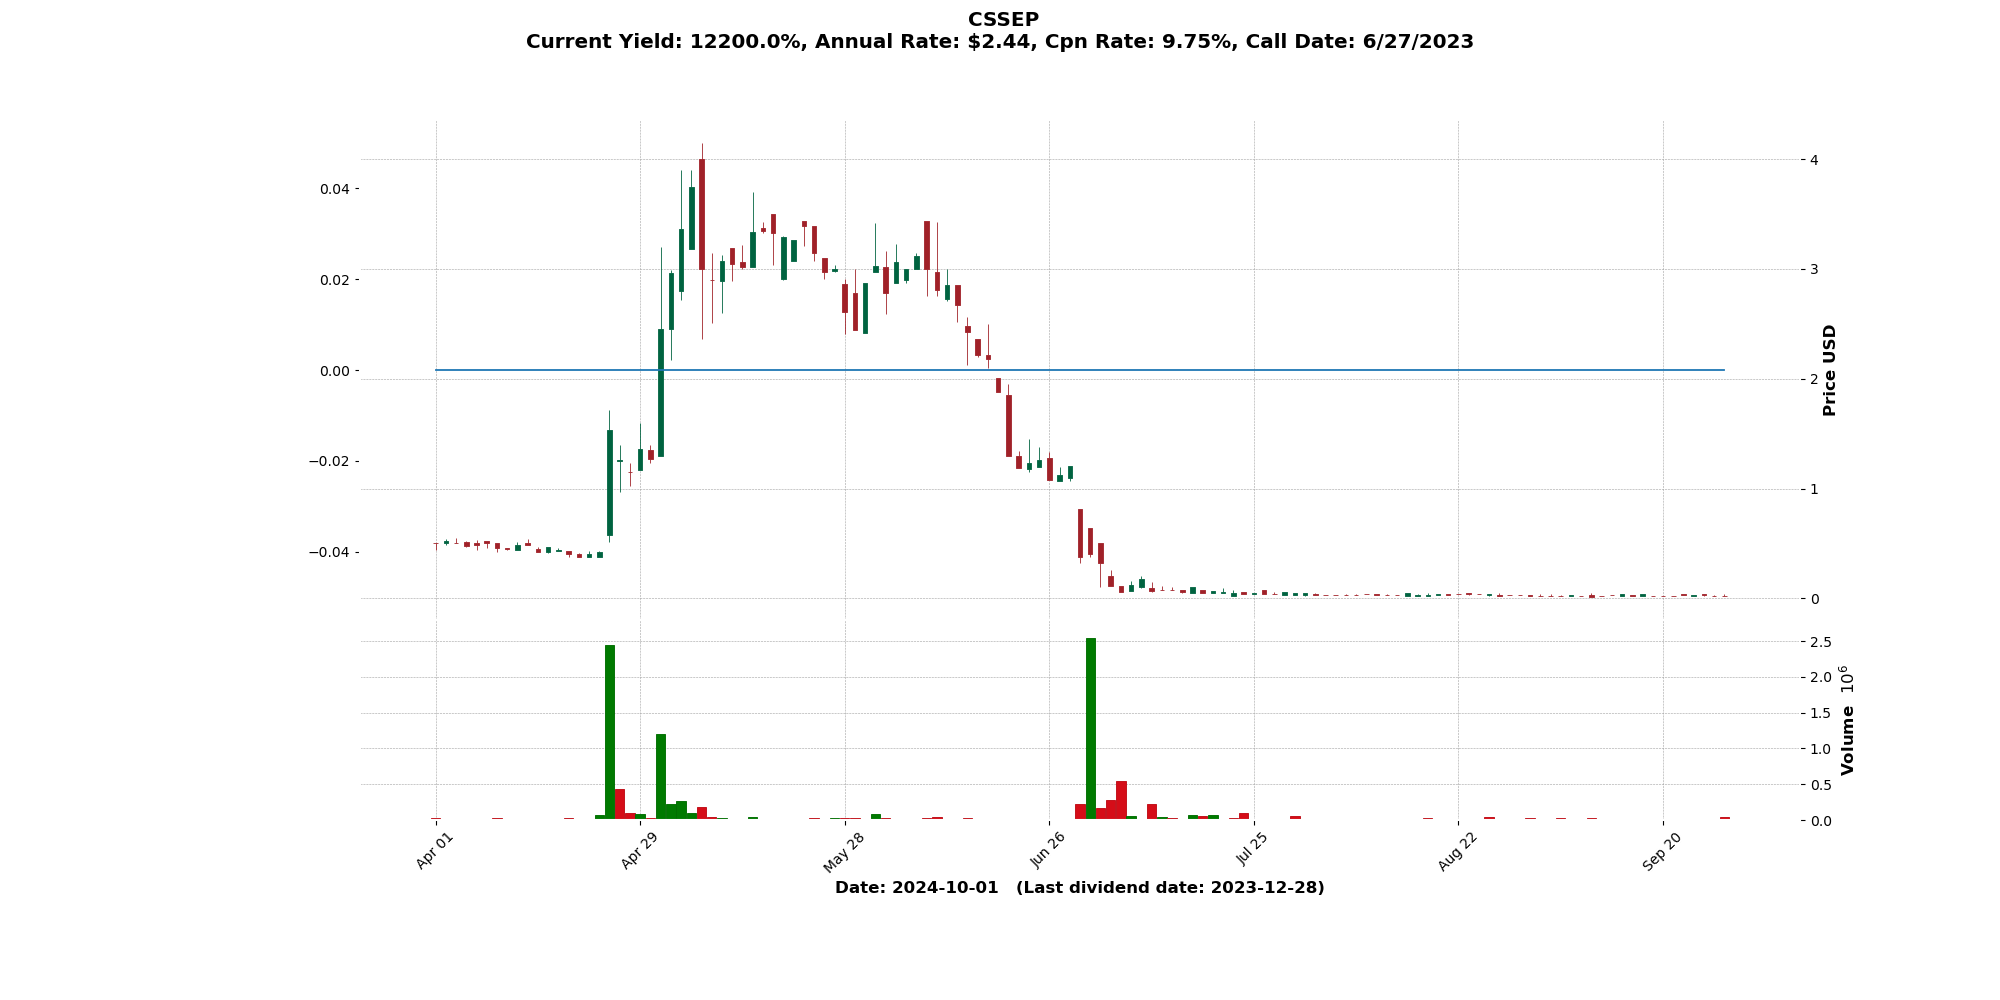 CSSEP
Current Yield: 12200.0%, Annual Rate: $2.44, Cpn Rate: 9.75%, Call Date: 6/27/2023
0.04
0.02
0.00
−0.02
−0.04
4
3
2
1
0
Price USD
2.5
2.0
1.5
1.0
0.5
0.0
Volume 10^6
Apr 01
Apr 29
May 28
Jun 26
Jul 25
Aug 22
Sep 20
Date: 2024-10-01 (Last dividend date: 2023-12-28)